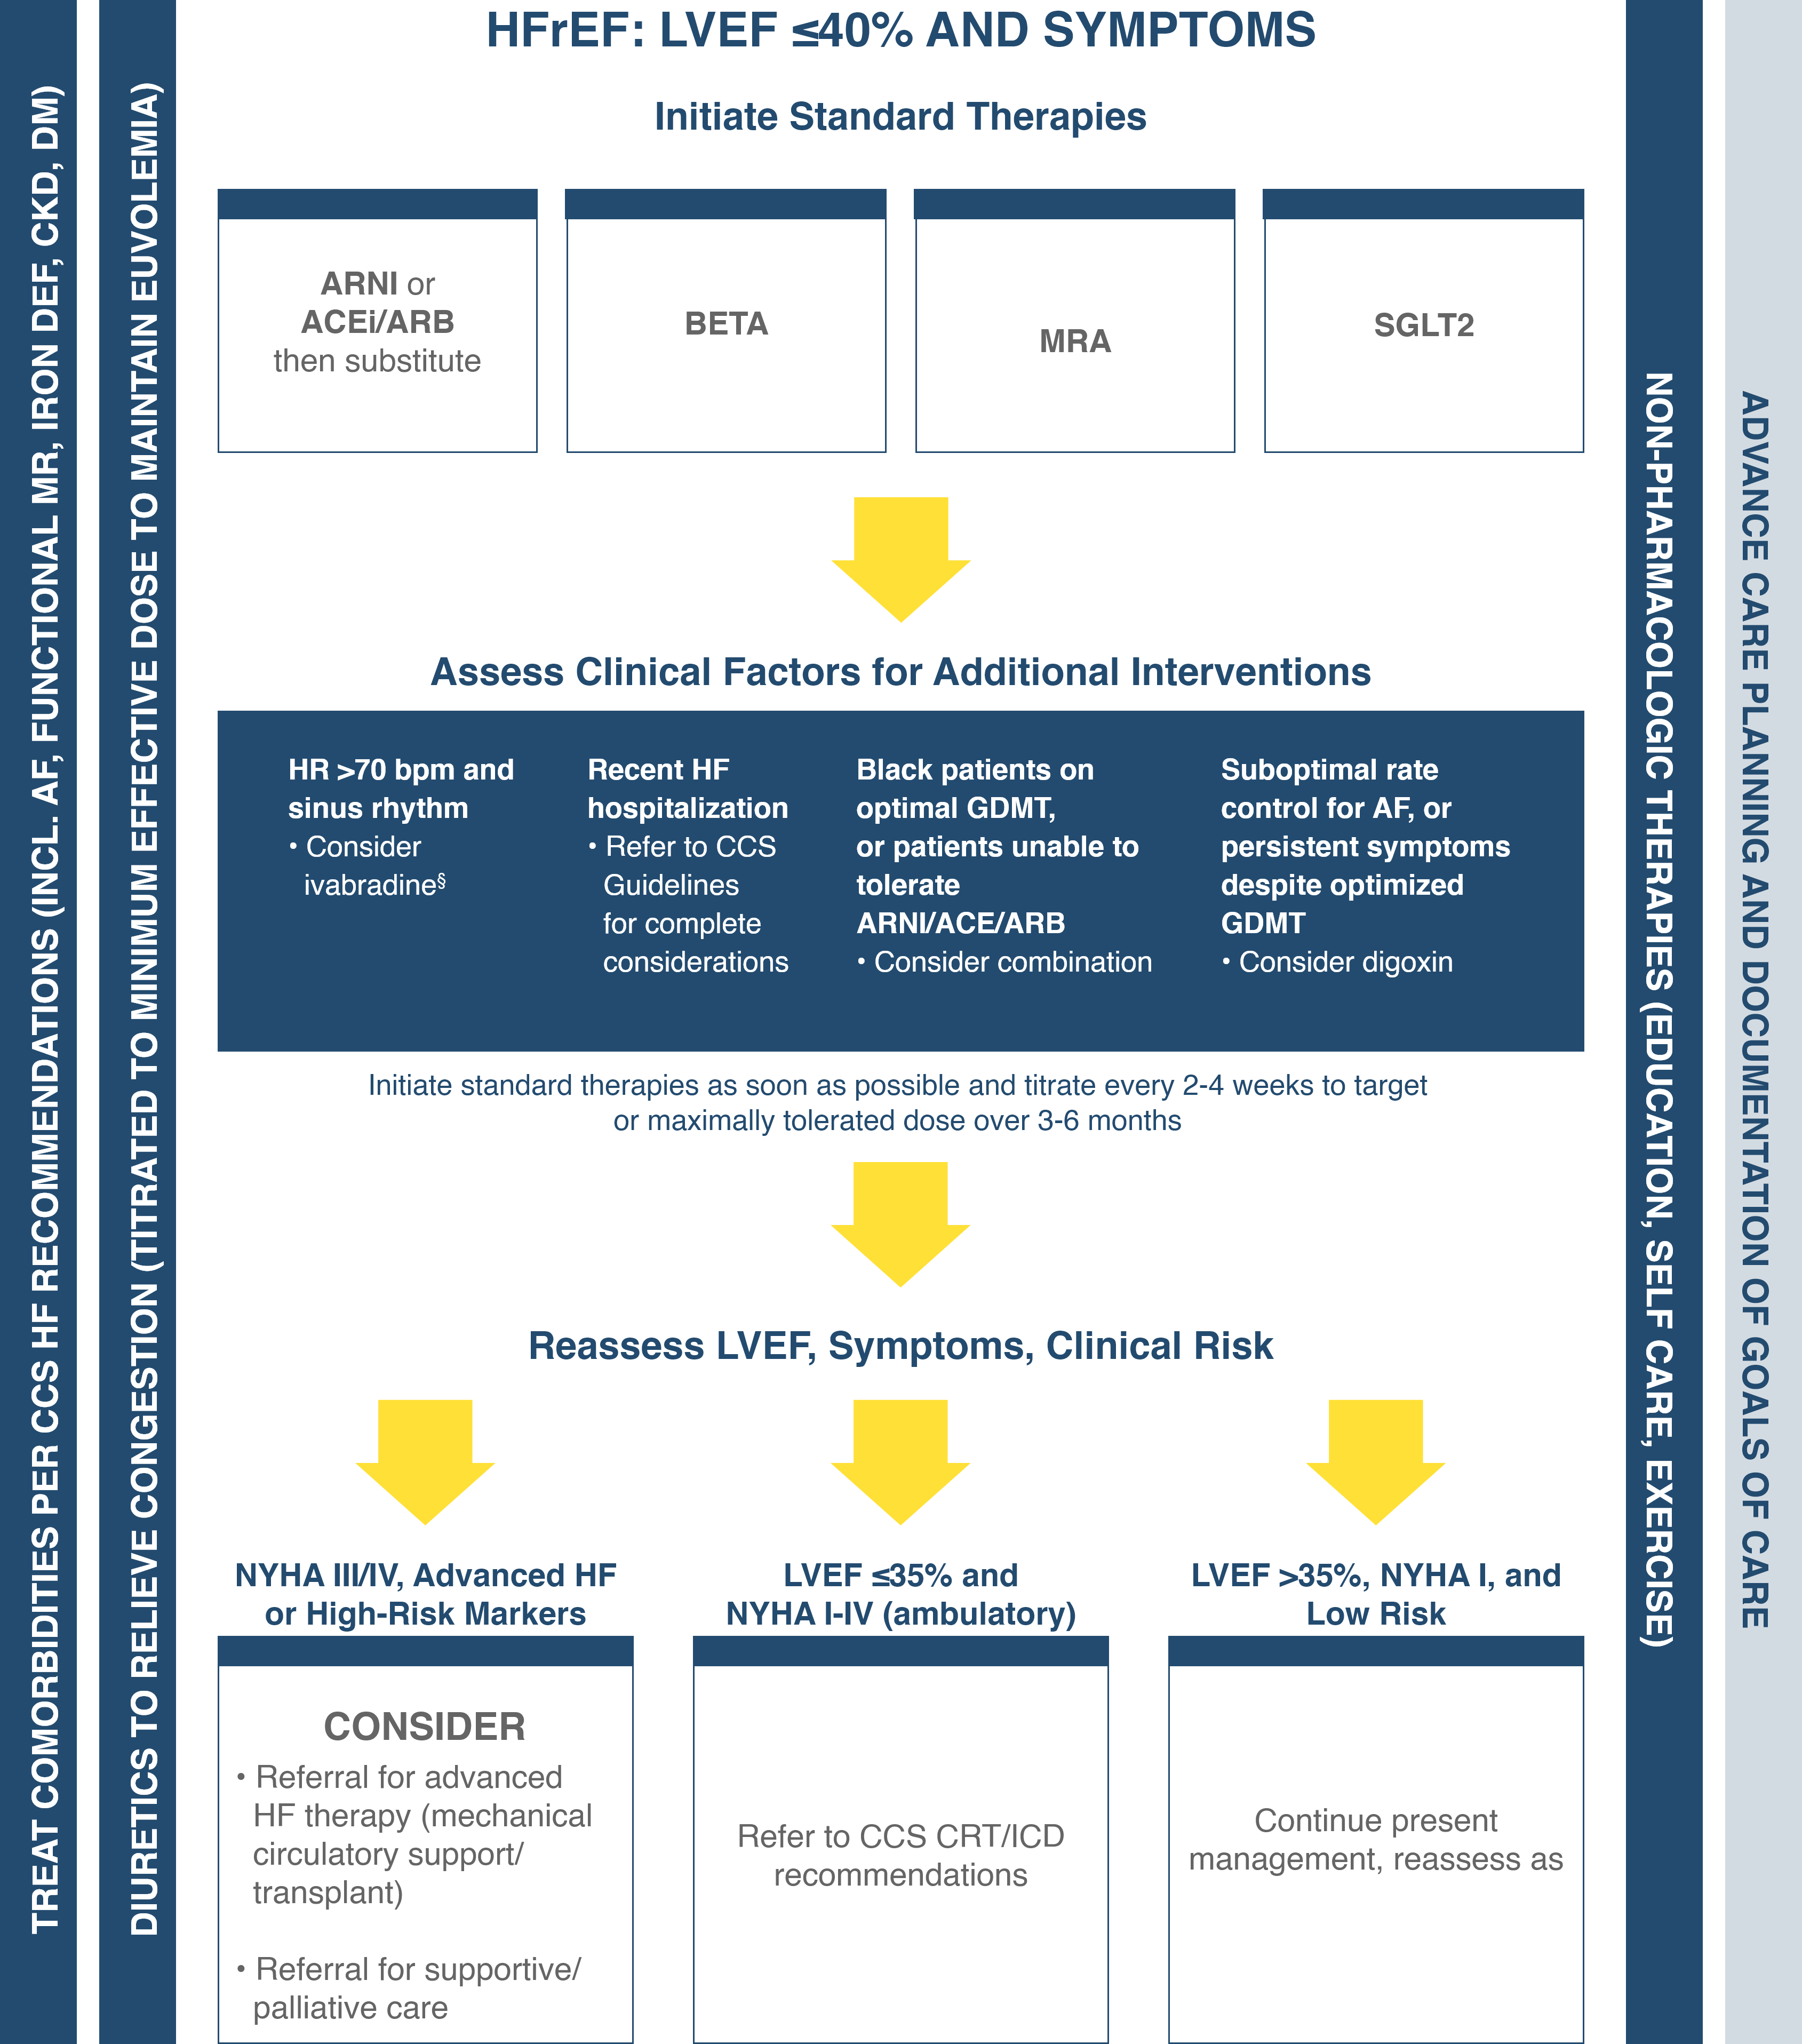 HFrEF: LVEF ≤40% AND SYMPTOMS
Initiate Standard Therapies
ARNI or
ACEi/ARB
then substitute
BETA
MRA
SGLT2
Assess Clinical Factors for Additional Interventions
HR >70 bpm and
sinus rhythm
• Consider
ivabradine§
Recent HF
hospitalization
• Refer to CCS
Guidelines
for complete
considerations
Black patients on
optimal GDMT,
or patients unable to
tolerate
ARNI/ACE/ARB
• Consider combination
Suboptimal rate
control for AF, or
persistent symptoms
despite optimized
GDMT
• Consider digoxin
Initiate standard therapies as soon as possible and titrate every 2-4 weeks to target
or maximally tolerated dose over 3-6 months
Reassess LVEF, Symptoms, Clinical Risk
NYHA III/IV, Advanced HF
or High-Risk Markers
CONSIDER
• Referral for advanced
HF therapy (mechanical
circulatory support/
transplant)
• Referral for supportive/
palliative care
LVEF ≤35% and
NYHA I-IV (ambulatory)
Refer to CCS CRT/ICD
recommendations
LVEF >35%, NYHA I, and
Low Risk
Continue present
management, reassess as
TREAT COMORBIDITIES PER CCS HF RECOMMENDATIONS (INCL. AF, FUNCTIONAL MR, IRON DEF, CKD, DM)
DIURETICS TO RELIEVE CONGESTION (TITRATED TO MINIMUM EFFECTIVE DOSE TO MAINTAIN EUVOLEMIA)
NON-PHARMACOLOGIC THERAPIES (EDUCATION, SELF CARE, EXERCISE)
ADVANCE CARE PLANNING AND DOCUMENTATION OF GOALS OF CARE